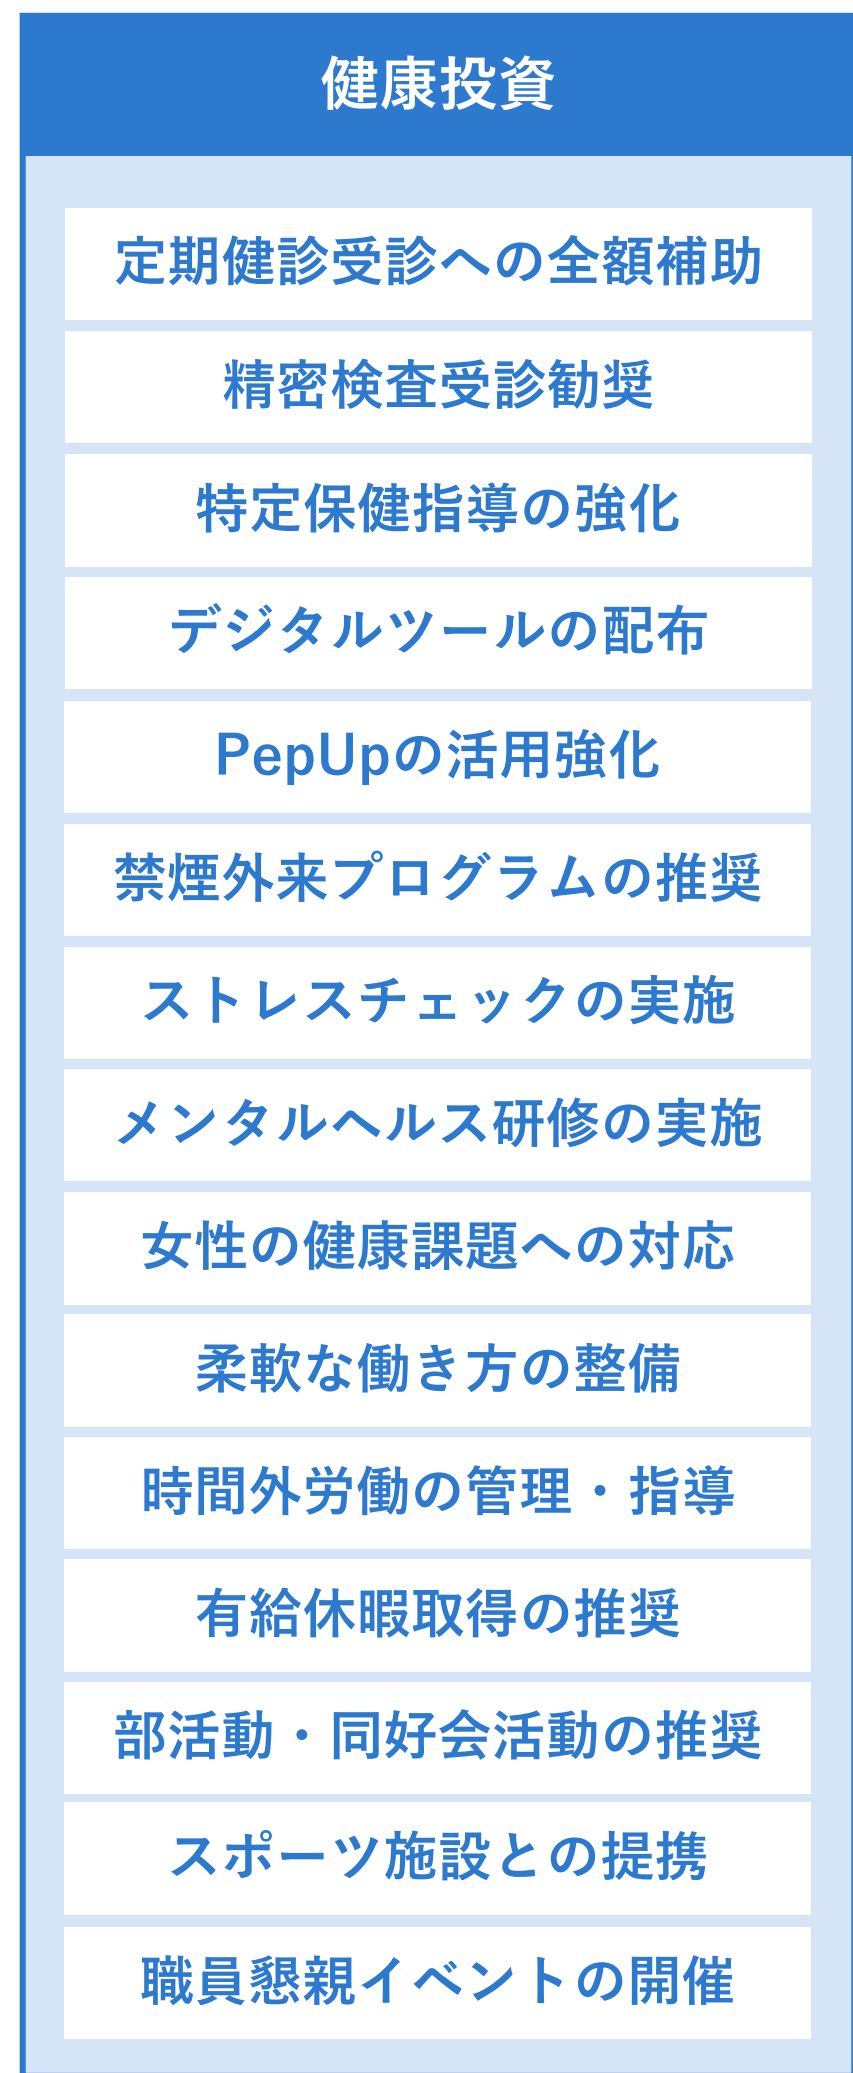 健康投資
定期健診受診への全額補助
精密検査受診勧奨
特定保健指導の強化
デジタルツールの配布
PepUpの活用強化
禁煙外来プログラムの推奨
ストレスチェックの実施
メンタルヘルス研修の実施
女性の健康課題への対応
柔軟な働き方の整備
時間外労働の管理・指導
有給休暇取得の推奨
部活動・同好会活動の推奨
スポーツ施設との提携
職員懇親イベントの開催